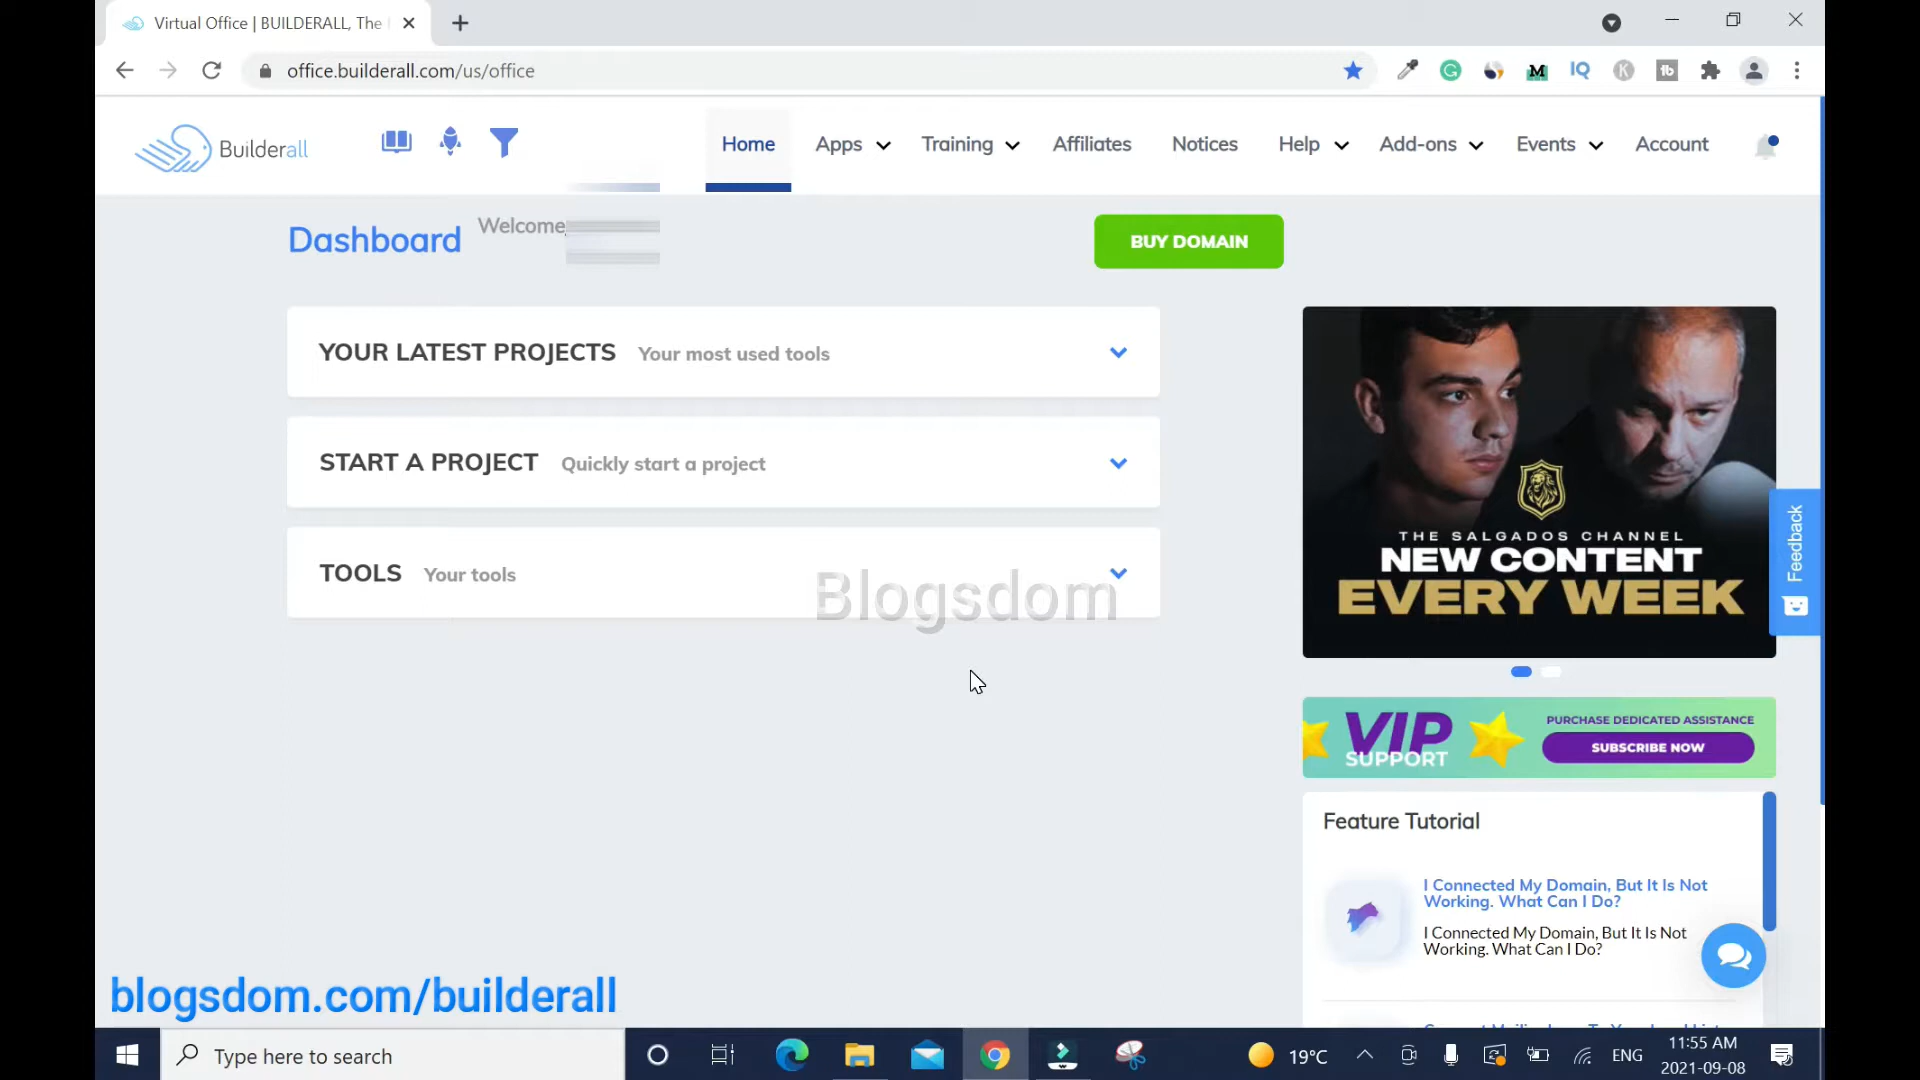 Virtual Office | BUILDERALL, The
office.builderall.com/us/office
Builderall
Home
Apps
Training
Affiliates
Notices
Help
Add-ons
Events
Account
Dashboard
Welcome
BUY DOMAIN
YOUR LATEST PROJECTS Your most used tools
START A PROJECT Quickly start a project
TOOLS Your tools
Blogsdom
THE SALGADOS CHANNEL
NEW CONTENT
EVERY WEEK
Feedback
VIP
SUPPORT
PURCHASE DEDICATED ASSISTANCE
SUBSCRIBE NOW
Feature Tutorial
I Connected My Domain, But It Is Not
Working. What Can I Do?
I Connected My Domain, But It Is Not
Working. What Can I Do?
blogsdom.com/builderall
Type here to search
19°C
ENG
11:55 AM
2021-09-08